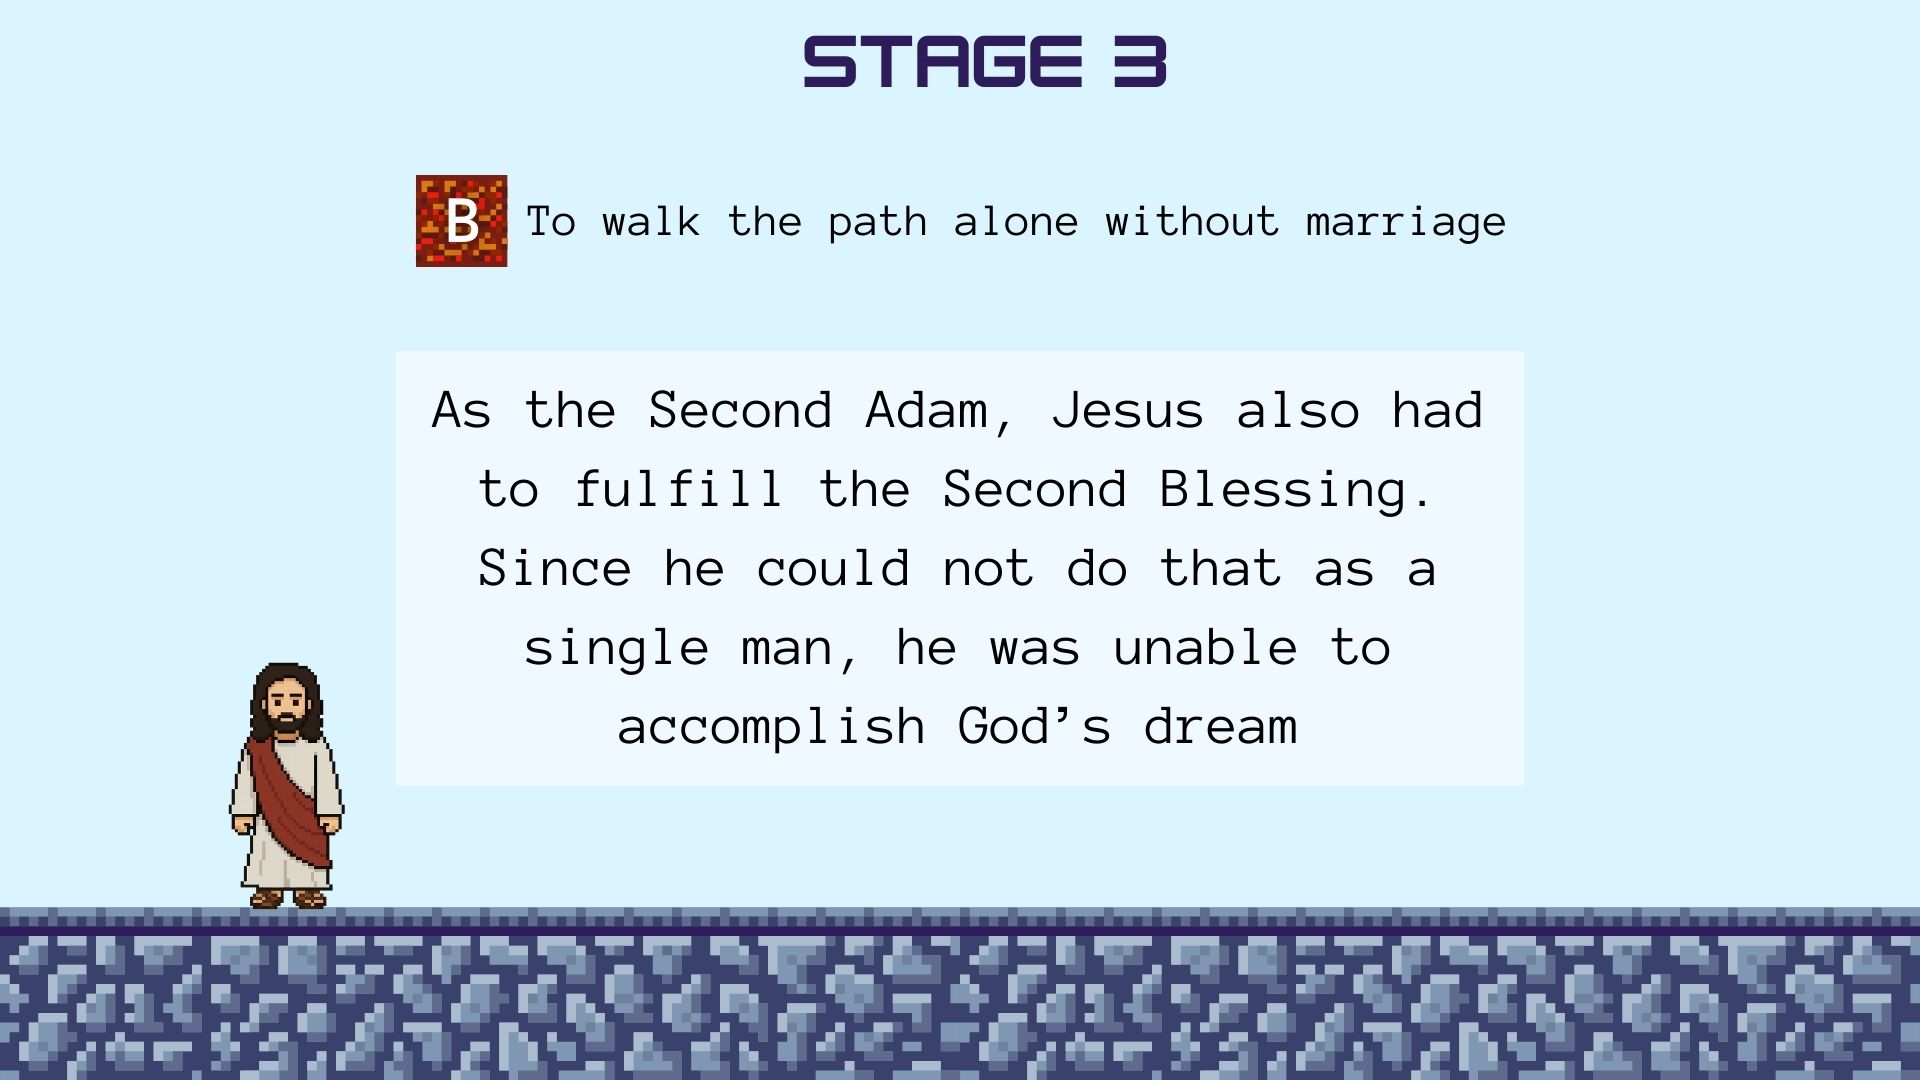 STAGE 3
B To walk the path alone without marriage
As the Second Adam, Jesus also had
to fulfill the Second Blessing.
Since he could not do that as a
single man, he was unable to
accomplish God’s dream